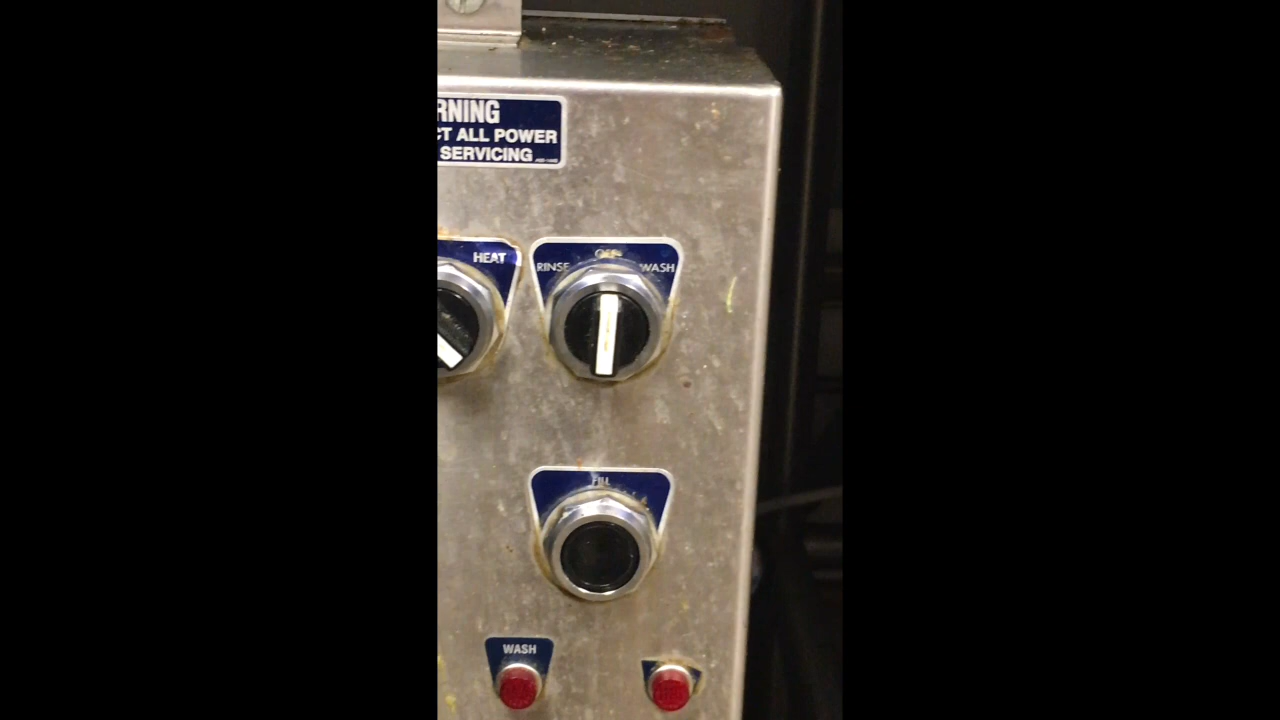 RNING
CT ALL POWER
SERVICING
HEAT
OFF
RINSE
WASH
FILL
WASH